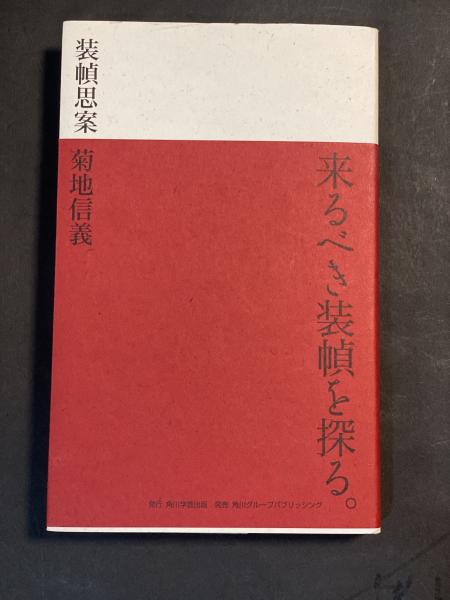 来るべき装幀を探る。
装幀思案
菊地信義
発行 角川学芸出版 発売 角川グループパブリッシング